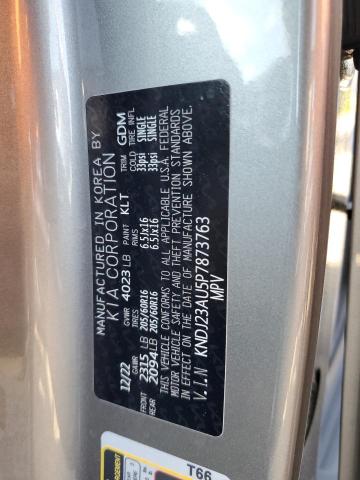 MANUFACTURED IN KOREA BY
KIA CORPORATION
12/22 GVWR 4023 LB PAINT KLT TRIM GDM
GAWR TIRES RIMS COLD TIRE INFL
FRONT 2315 LB 205/60R16 6.5JX16 33psi SINGLE
REAR 2094 LB 205/60R16 6.5JX16 33psi SINGLE
THIS VEHICLE CONFORMS TO ALL APPLICABLE U.S.A. FEDERAL
MOTOR VEHICLE SAFETY AND THEFT PREVENTION STANDARDS
IN EFFECT ON THE DATE OF MANUFACTURE SHOWN ABOVE.
V.I.N KNDJ23AU5P7873763
MPV
T66